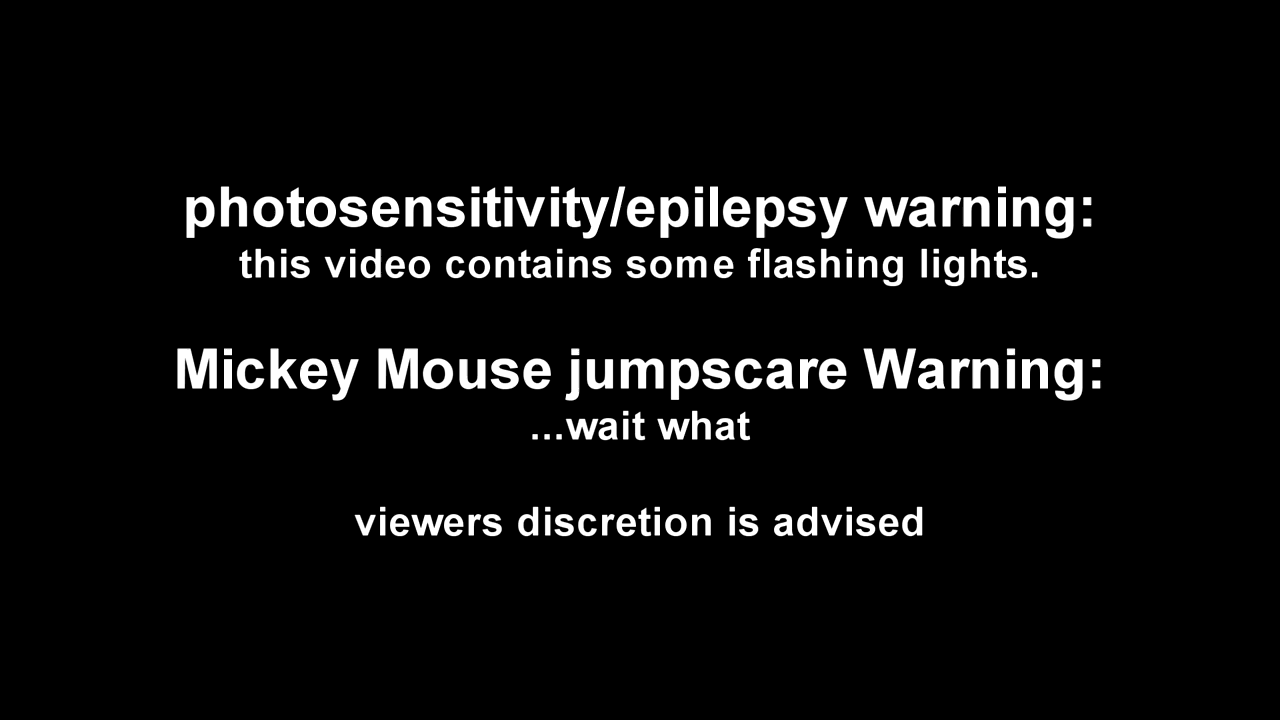 photosensitivity/epilepsy warning:
this video contains some flashing lights.
Mickey Mouse jumpscare Warning:
...wait what
viewers discretion is advised